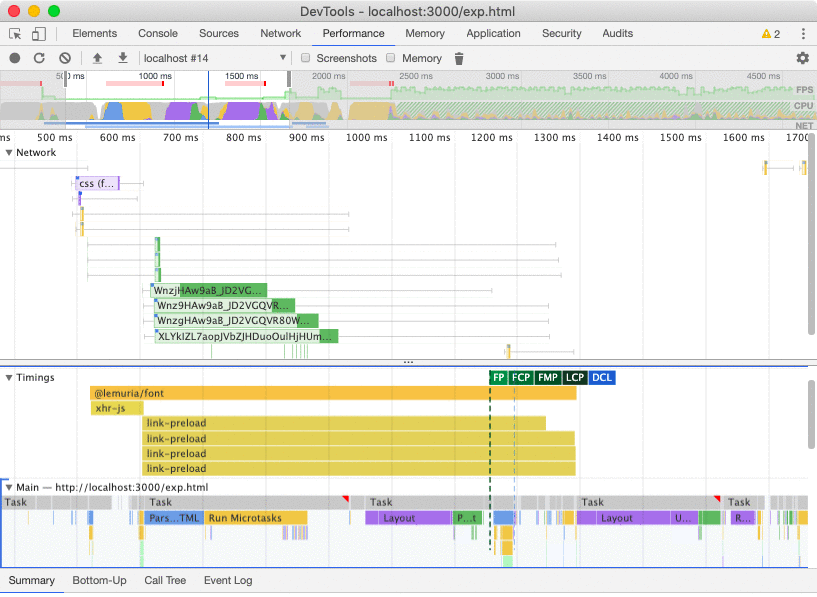 DevTools - localhost:3000/exp.html
Elements Console Sources Network Performance Memory Application Security Audits 2
localhost #14 Screenshots Memory
500 ms 1000 ms 1500 ms 2000 ms 2500 ms 3000 ms 3500 ms 4000 ms 4500 ms
FPS
CPU
NET
ms 500 ms 600 ms 700 ms 800 ms 900 ms 1000 ms 1100 ms 1200 ms 1300 ms 1400 ms 1500 ms 1600 ms 1700
Network
css (f...
WnzjHAw9aB_JD2VG...
Wnz9HAw9aB_JD2VGQVR...
WnzgHAw9aB_JD2VGQVR80W...
XLYkIZL7aopJVbZJHDuoOulHjHUm...
...
Timings FP FCP FMP LCP DCL
@lemuria/font
xhr-js
link-preload
link-preload
link-preload
link-preload
Main — http://localhost:3000/exp.html
Task Task Task Task Task
Pars...TML Run Microtasks Layout P...t Layout U... R...
Summary Bottom-Up Call Tree Event Log